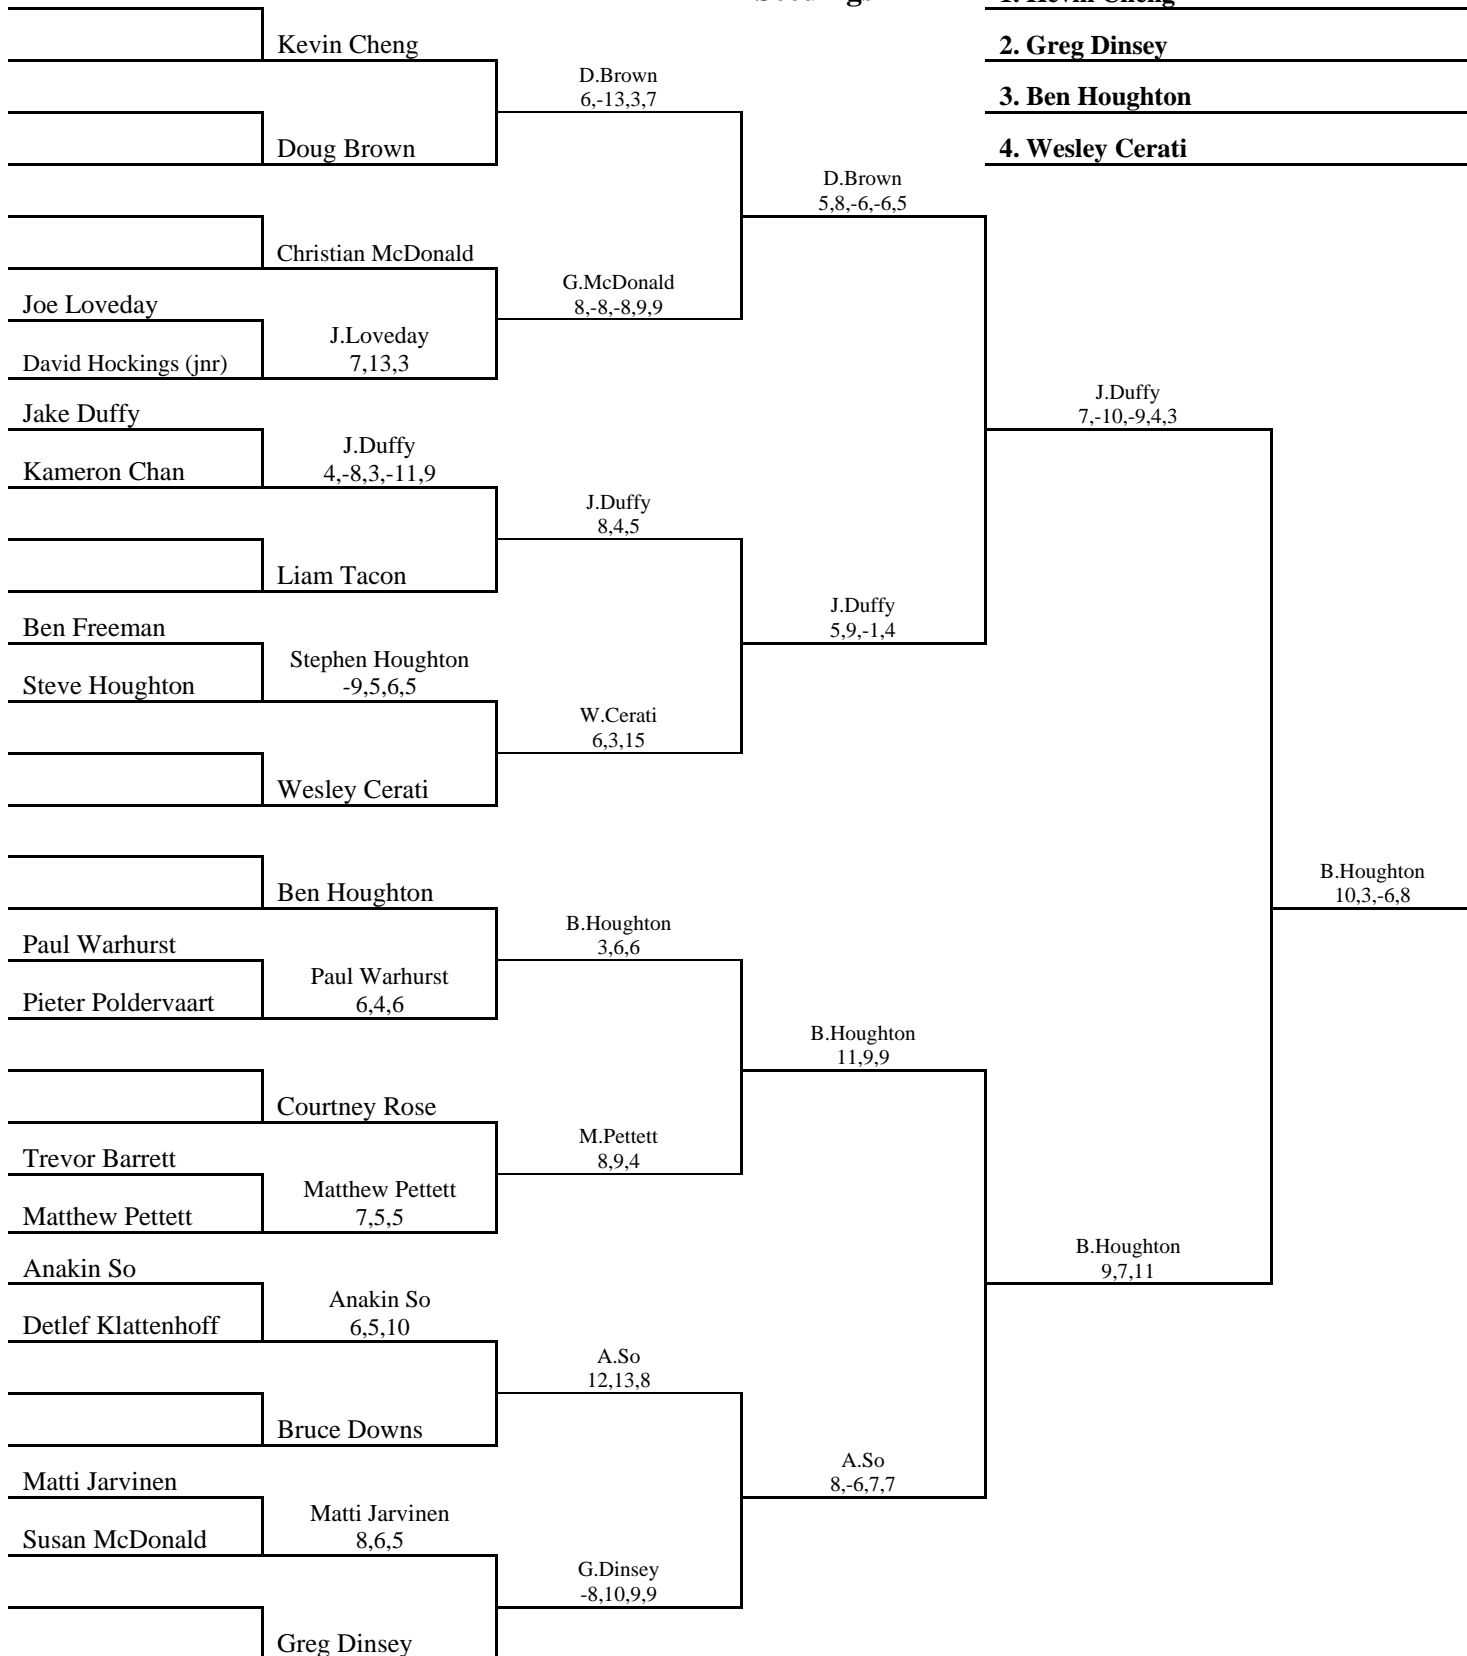 1. Kevin Cheng
2. Greg Dinsey
3. Ben Houghton
4. Wesley Cerati
Kevin Cheng
D.Brown
6,-13,3,7
Doug Brown
D.Brown
5,8,-6,-6,5
Christian McDonald
G.McDonald
8,-8,-8,9,9
Joe Loveday
J.Loveday
7,13,3
David Hockings (jnr)
J.Duffy
7,-10,-9,4,3
Jake Duffy
J.Duffy
4,-8,3,-11,9
Kameron Chan
J.Duffy
8,4,5
Liam Tacon
J.Duffy
5,9,-1,4
Ben Freeman
Stephen Houghton
-9,5,6,5
Steve Houghton
W.Cerati
6,3,15
Wesley Cerati
B.Houghton
10,3,-6,8
Ben Houghton
B.Houghton
3,6,6
Paul Warhurst
Paul Warhurst
6,4,6
Pieter Poldervaart
B.Houghton
11,9,9
Courtney Rose
M.Pettett
8,9,4
Trevor Barrett
Matthew Pettett
7,5,5
Matthew Pettett
B.Houghton
9,7,11
Anakin So
Anakin So
6,5,10
Detlef Klattenhoff
A.So
12,13,8
Bruce Downs
A.So
8,-6,7,7
Matti Jarvinen
Matti Jarvinen
8,6,5
Susan McDonald
G.Dinsey
-8,10,9,9
Greg Dinsey